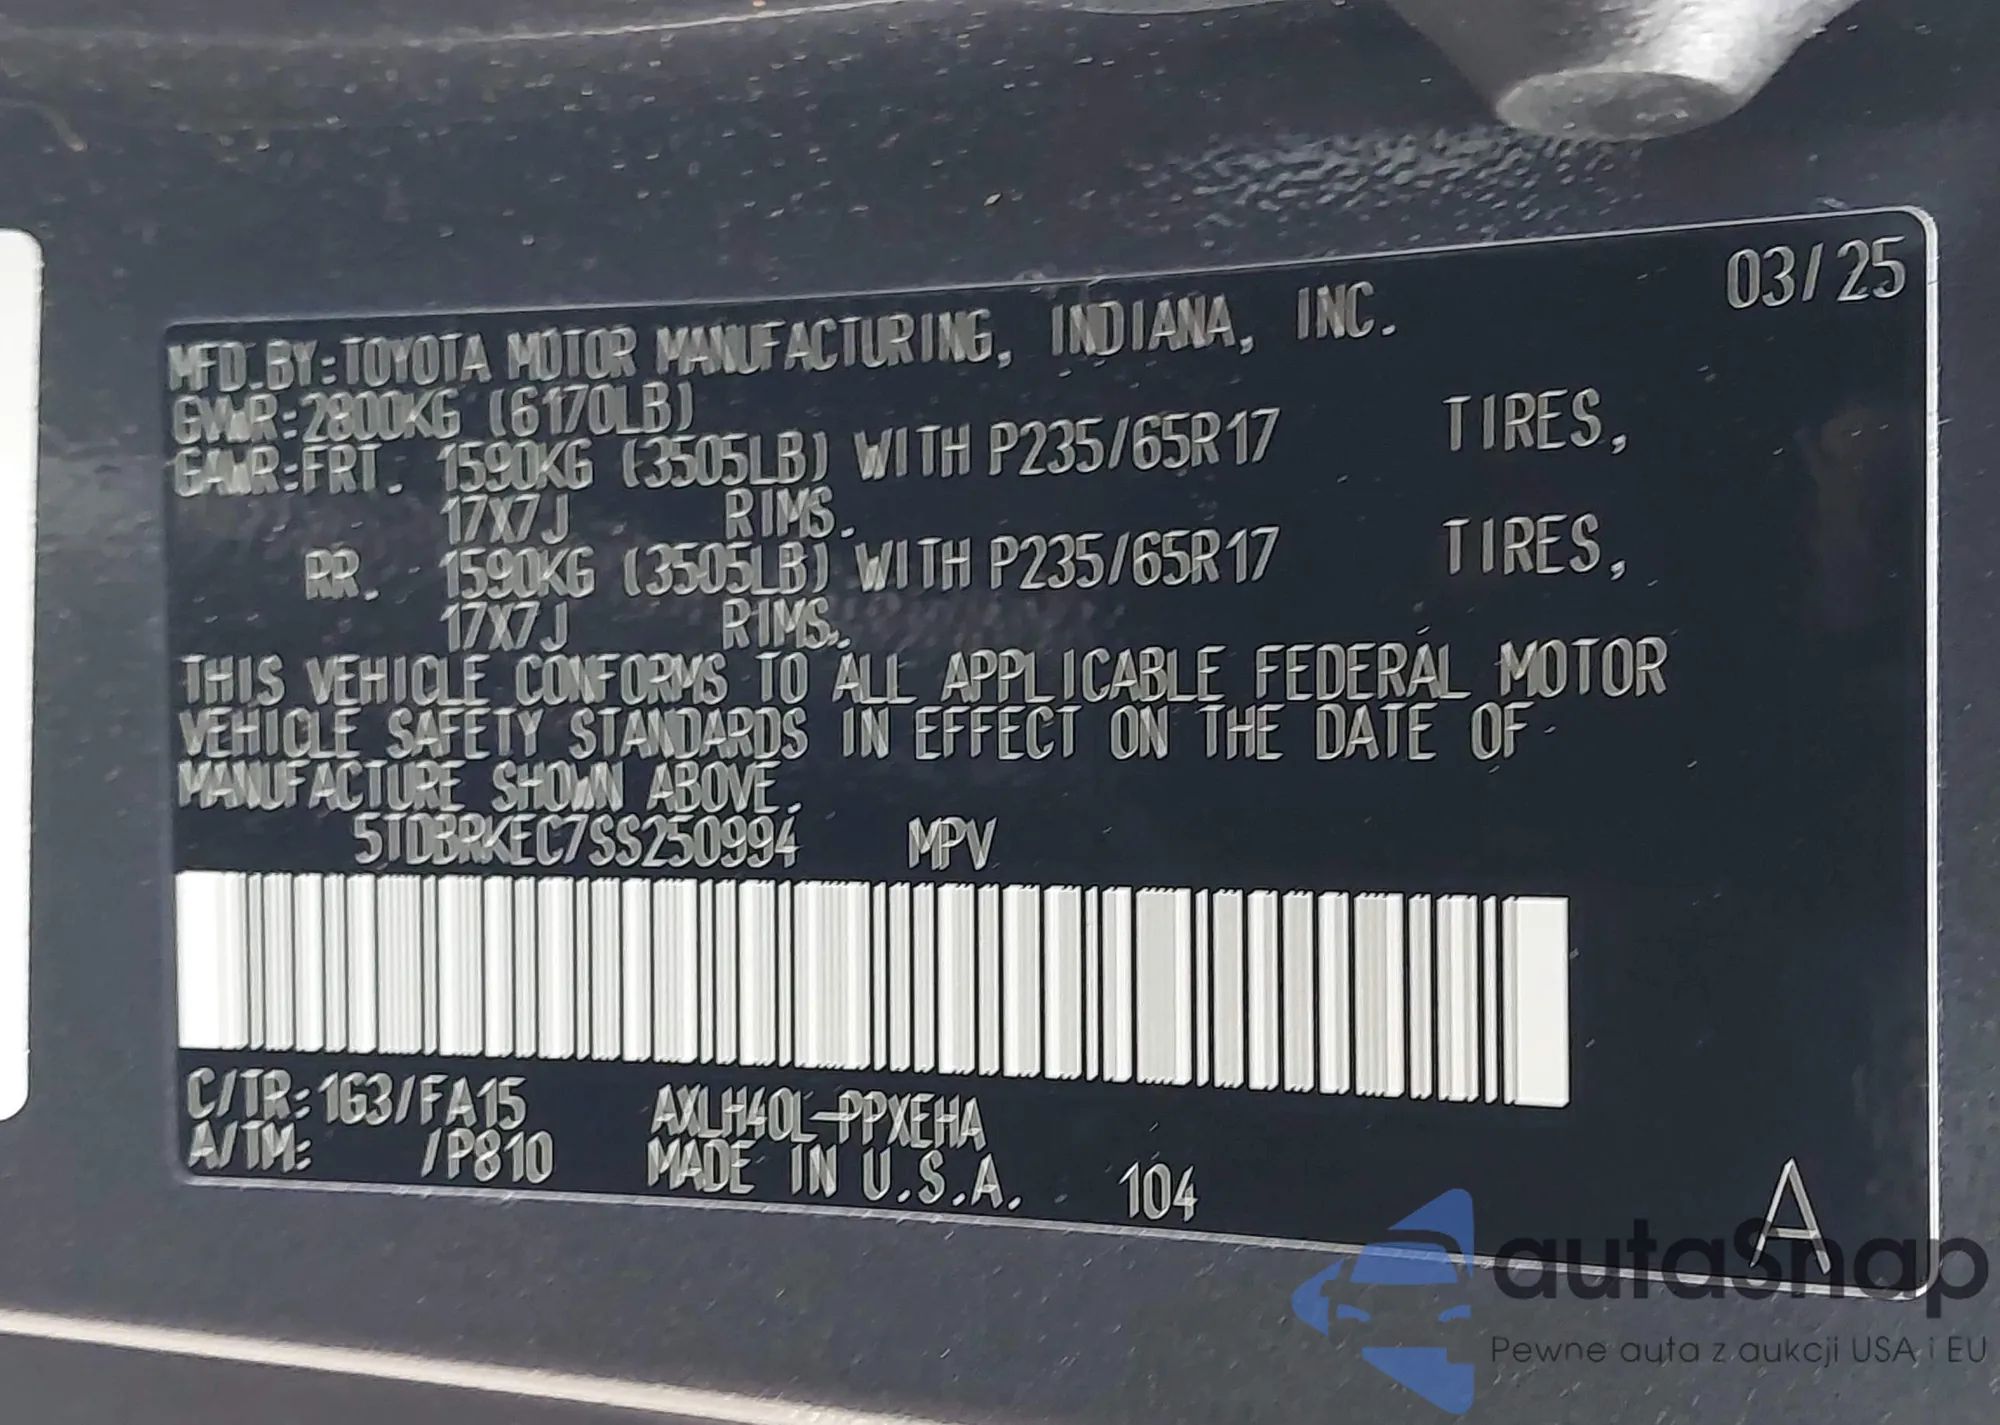 03/25
MFD.BY:TOYOTA MOTOR MANUFACTURING, INDIANA, INC.
GVWR:2800KG (6170LB)
GAWR:FRT. 1590KG (3505LB) WITH P235/65R17 TIRES,
17X7J RIMS.
RR. 1590KG (3505LB) WITH P235/65R17 TIRES,
17X7J RIMS.
THIS VEHICLE CONFORMS TO ALL APPLICABLE FEDERAL MOTOR
VEHICLE SAFETY STANDARDS IN EFFECT ON THE DATE OF
MANUFACTURE SHOWN ABOVE.
5TDBRKEC7SS250994 MPV
C/TR:1G3/FA15 AXLH40L-PPXEHA
A/TM: /P810 MADE IN U.S.A. 104
A
autaSnap
Pewne auta z aukcji USA i EU